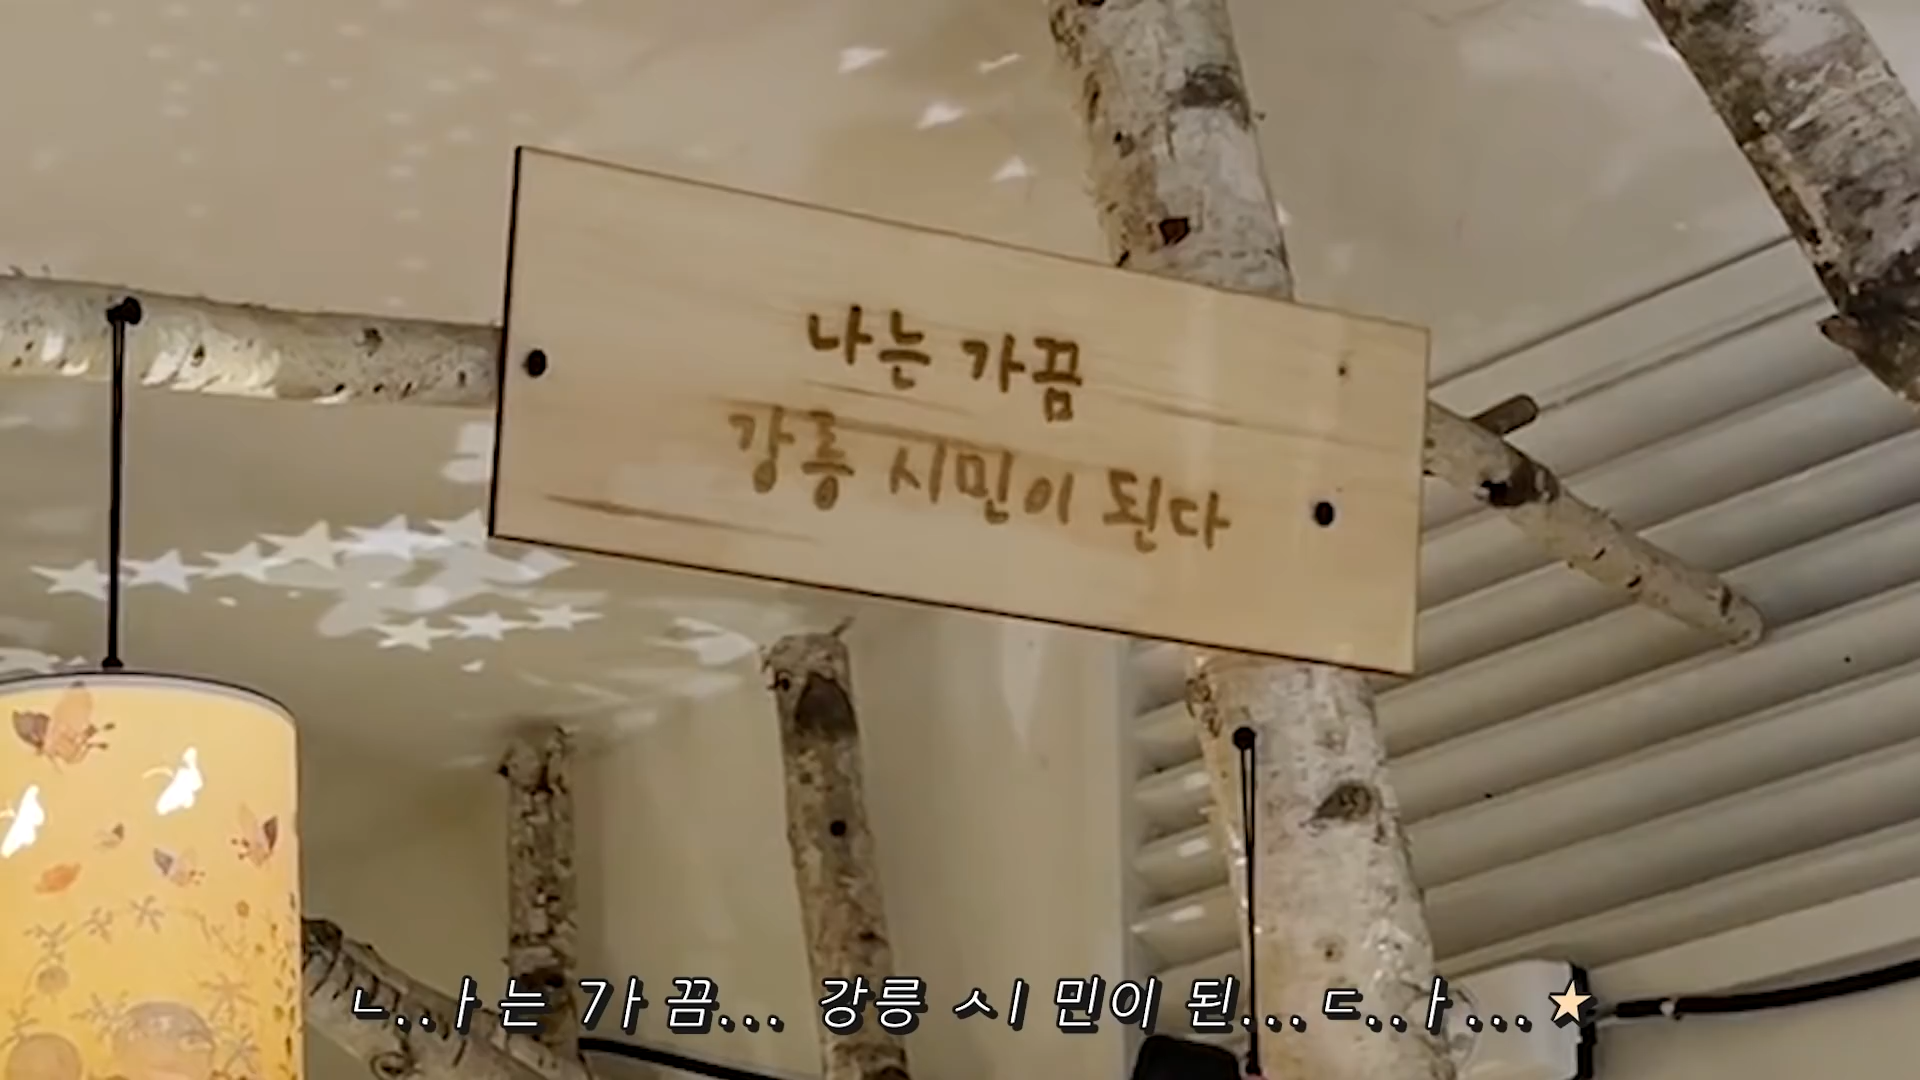 나는 가끔
강릉 시민이 된다
ㄴ..ㅏ는 가끔... 강릉 시민이 된...ㄷ..ㅏ...★